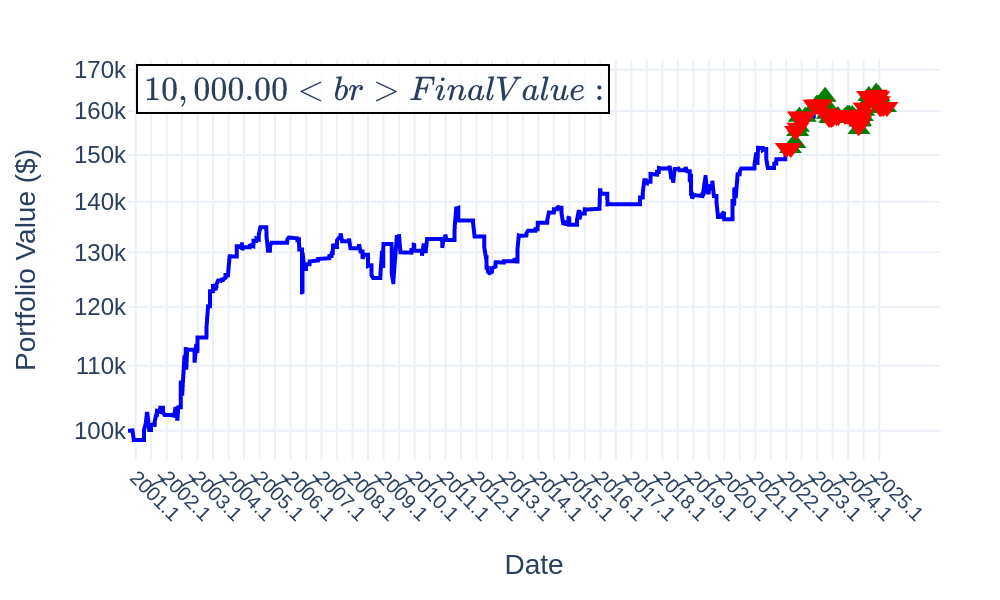 170k
160k
150k
140k
130k
120k
110k
100k
Portfolio Value ($)
10,000.00 < br > FinalValue :
2001.1
2002.1
2003.1
2004.1
2005.1
2006.1
2007.1
2008.1
2009.1
2010.1
2011.1
2012.1
2013.1
2014.1
2015.1
2016.1
2017.1
2018.1
2019.1
2020.1
2021.1
2022.1
2023.1
2024.1
2025.1
Date